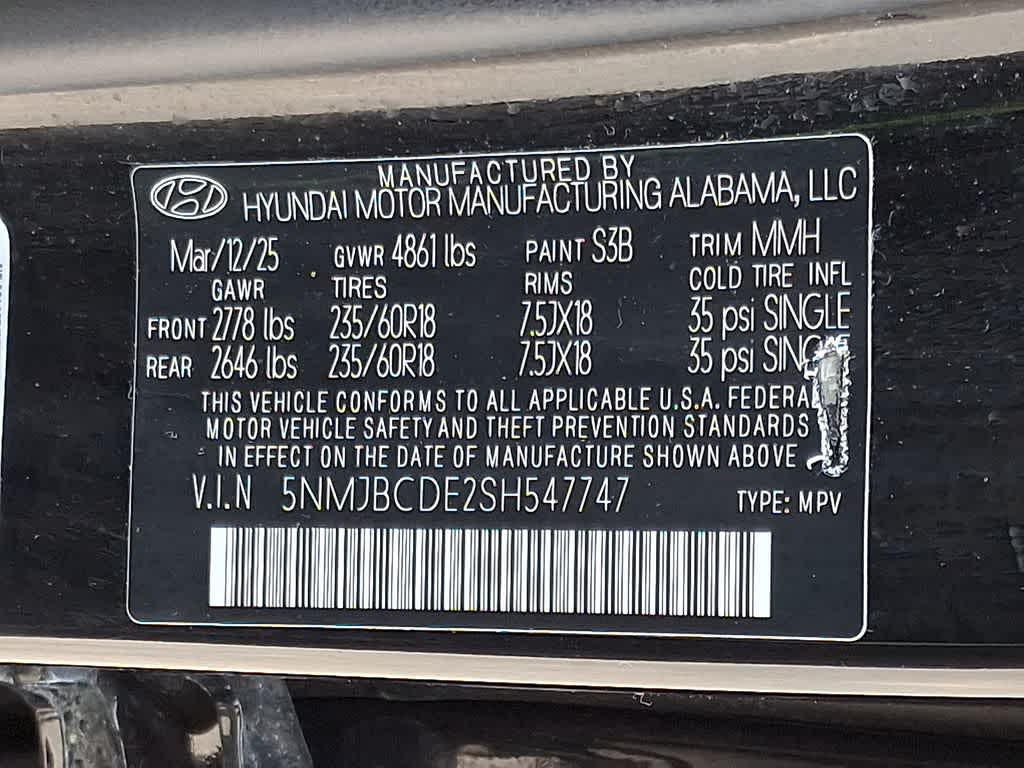 MANUFACTURED BY
HYUNDAI MOTOR MANUFACTURING ALABAMA, LLC
Mar/12/25 GVWR 4861 lbs PAINT S3B TRIM MMH
GAWR TIRES RIMS COLD TIRE INFL
FRONT 2778 lbs 235/60R18 7.5JX18 35 psi SINGLE
REAR 2646 lbs 235/60R18 7.5JX18 35 psi
THIS VEHICLE CONFORMS TO ALL APPLICABLE U.S.A. FEDERAL
MOTOR VEHICLE SAFETY AND THEFT PREVENTION STANDARDS
IN EFFECT ON THE DATE OF MANUFACTURE SHOWN ABOVE
V.I.N 5NMJBCDE2SH547747 TYPE: MPV